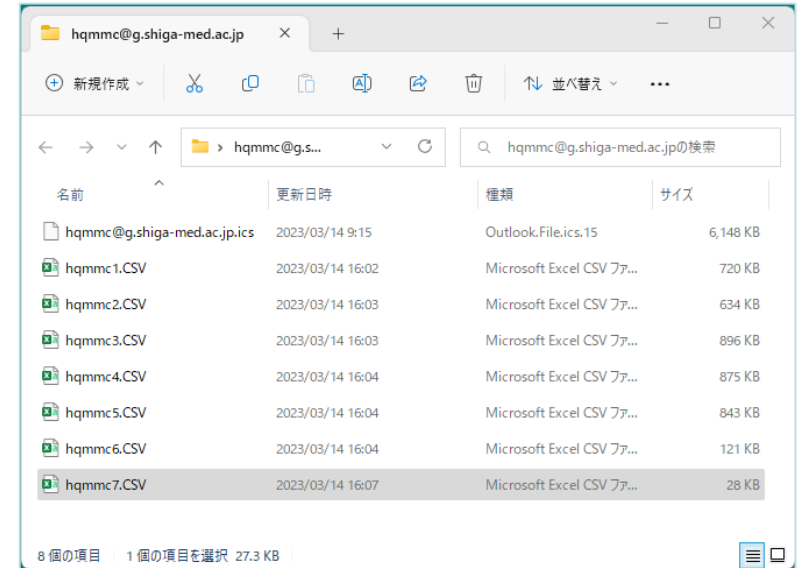 hqmmc@g.shiga-med.ac.jp
新規作成 並べ替え
hqmmc@g.s... hqmmc@g.shiga-med.ac.jpの検索
名前 更新日時 種類 サイズ
hqmmc@g.shiga-med.ac.jp.ics 2023/03/14 9:15 Outlook.File.ics.15 6,148 KB
hqmmc1.CSV 2023/03/14 16:02 Microsoft Excel CSV ファ... 720 KB
hqmmc2.CSV 2023/03/14 16:03 Microsoft Excel CSV ファ... 634 KB
hqmmc3.CSV 2023/03/14 16:03 Microsoft Excel CSV ファ... 896 KB
hqmmc4.CSV 2023/03/14 16:04 Microsoft Excel CSV ファ... 875 KB
hqmmc5.CSV 2023/03/14 16:04 Microsoft Excel CSV ファ... 843 KB
hqmmc6.CSV 2023/03/14 16:04 Microsoft Excel CSV ファ... 121 KB
hqmmc7.CSV 2023/03/14 16:07 Microsoft Excel CSV ファ... 28 KB
8 個の項目 1 個の項目を選択 27.3 KB